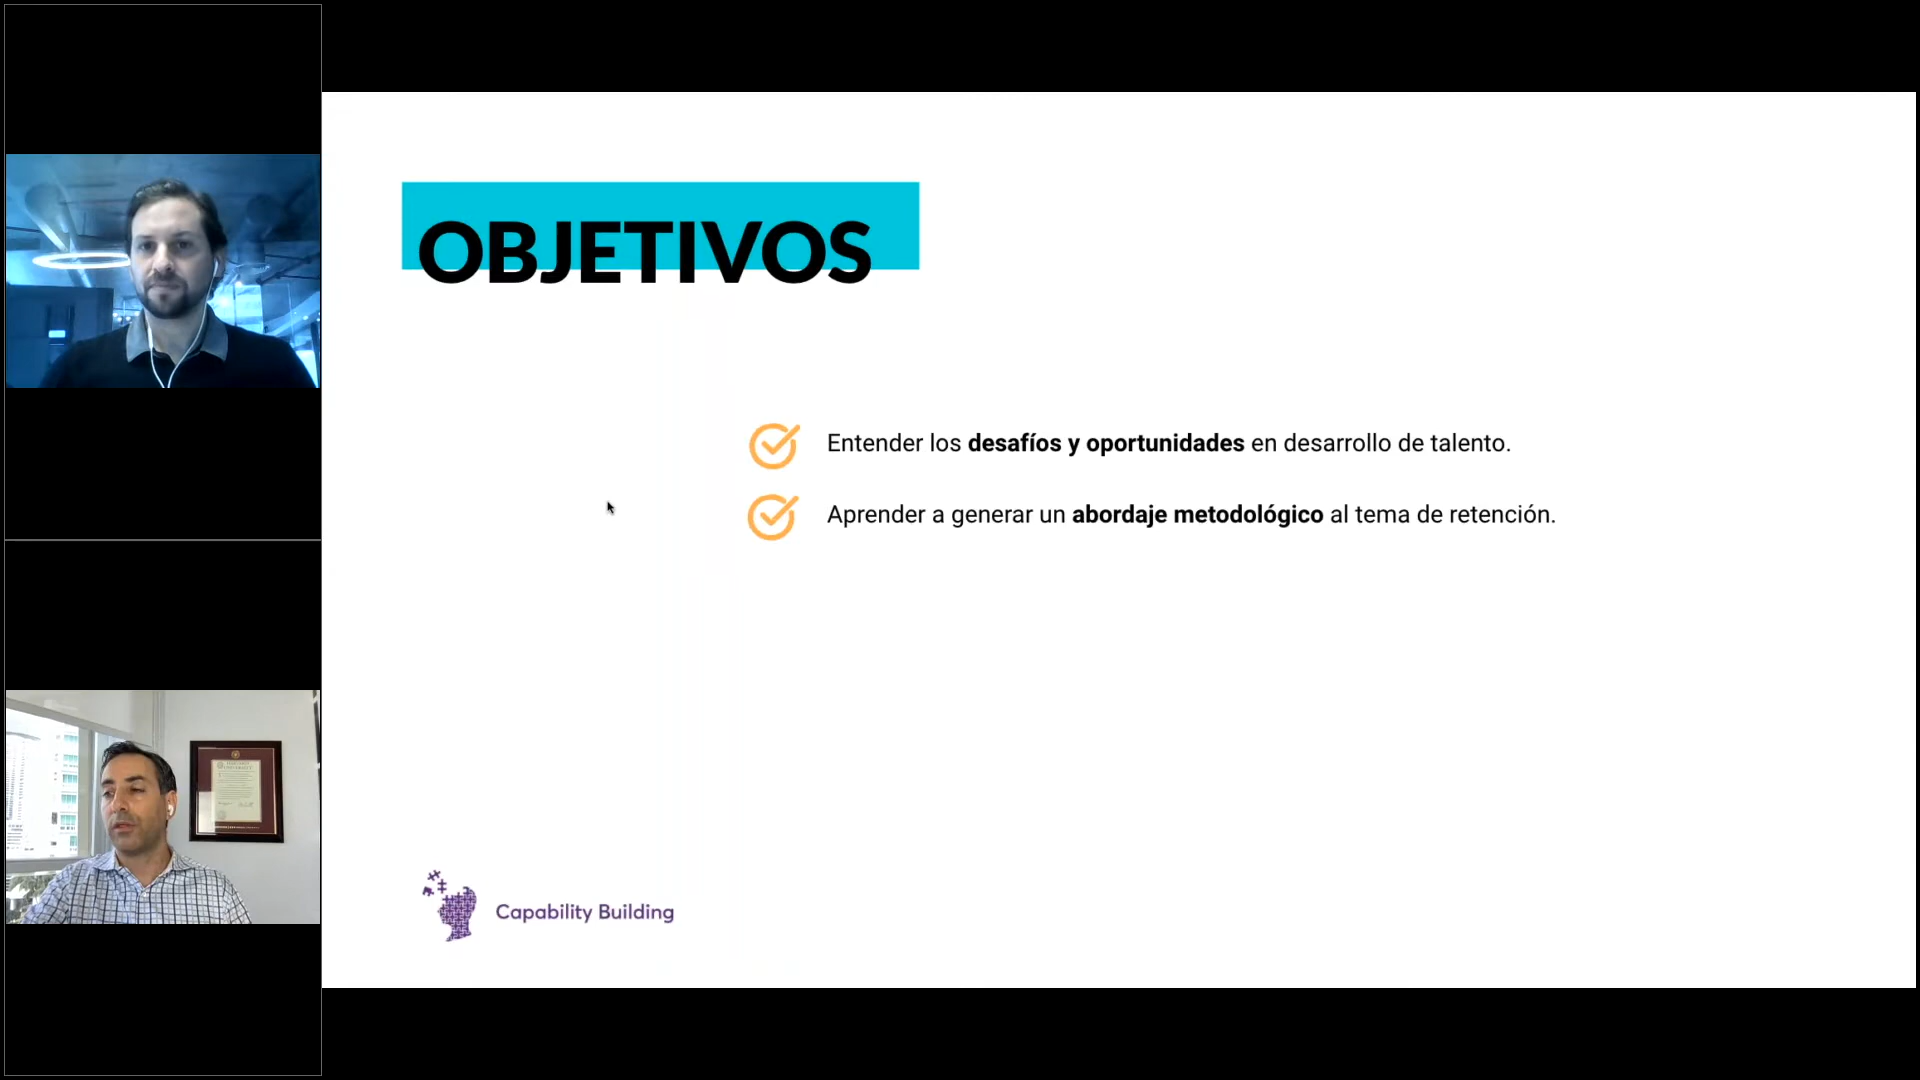 OBJETIVOS
Entender los desafíos y oportunidades en desarrollo de talento.
Aprender a generar un abordaje metodológico al tema de retención.
Capability Building